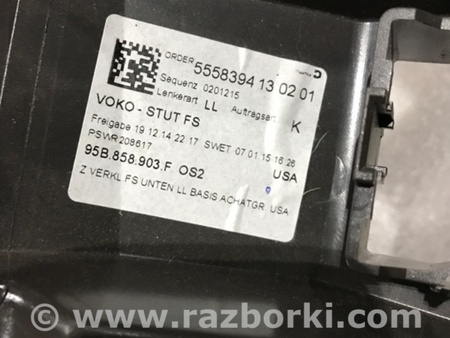 ORDER 5558394 13 02 01
Sequenz 0201215
Lenkerart LL Auftragsart K
VOKO - STUT FS
Freigabe 19 12 14 22 17 SWET 07 01 15 16 26
PSWR208617
95B.858.903.F OS2 USA
Z VERKL FS UNTEN LL BASIS ACHATGR USA
© www.razborki.com